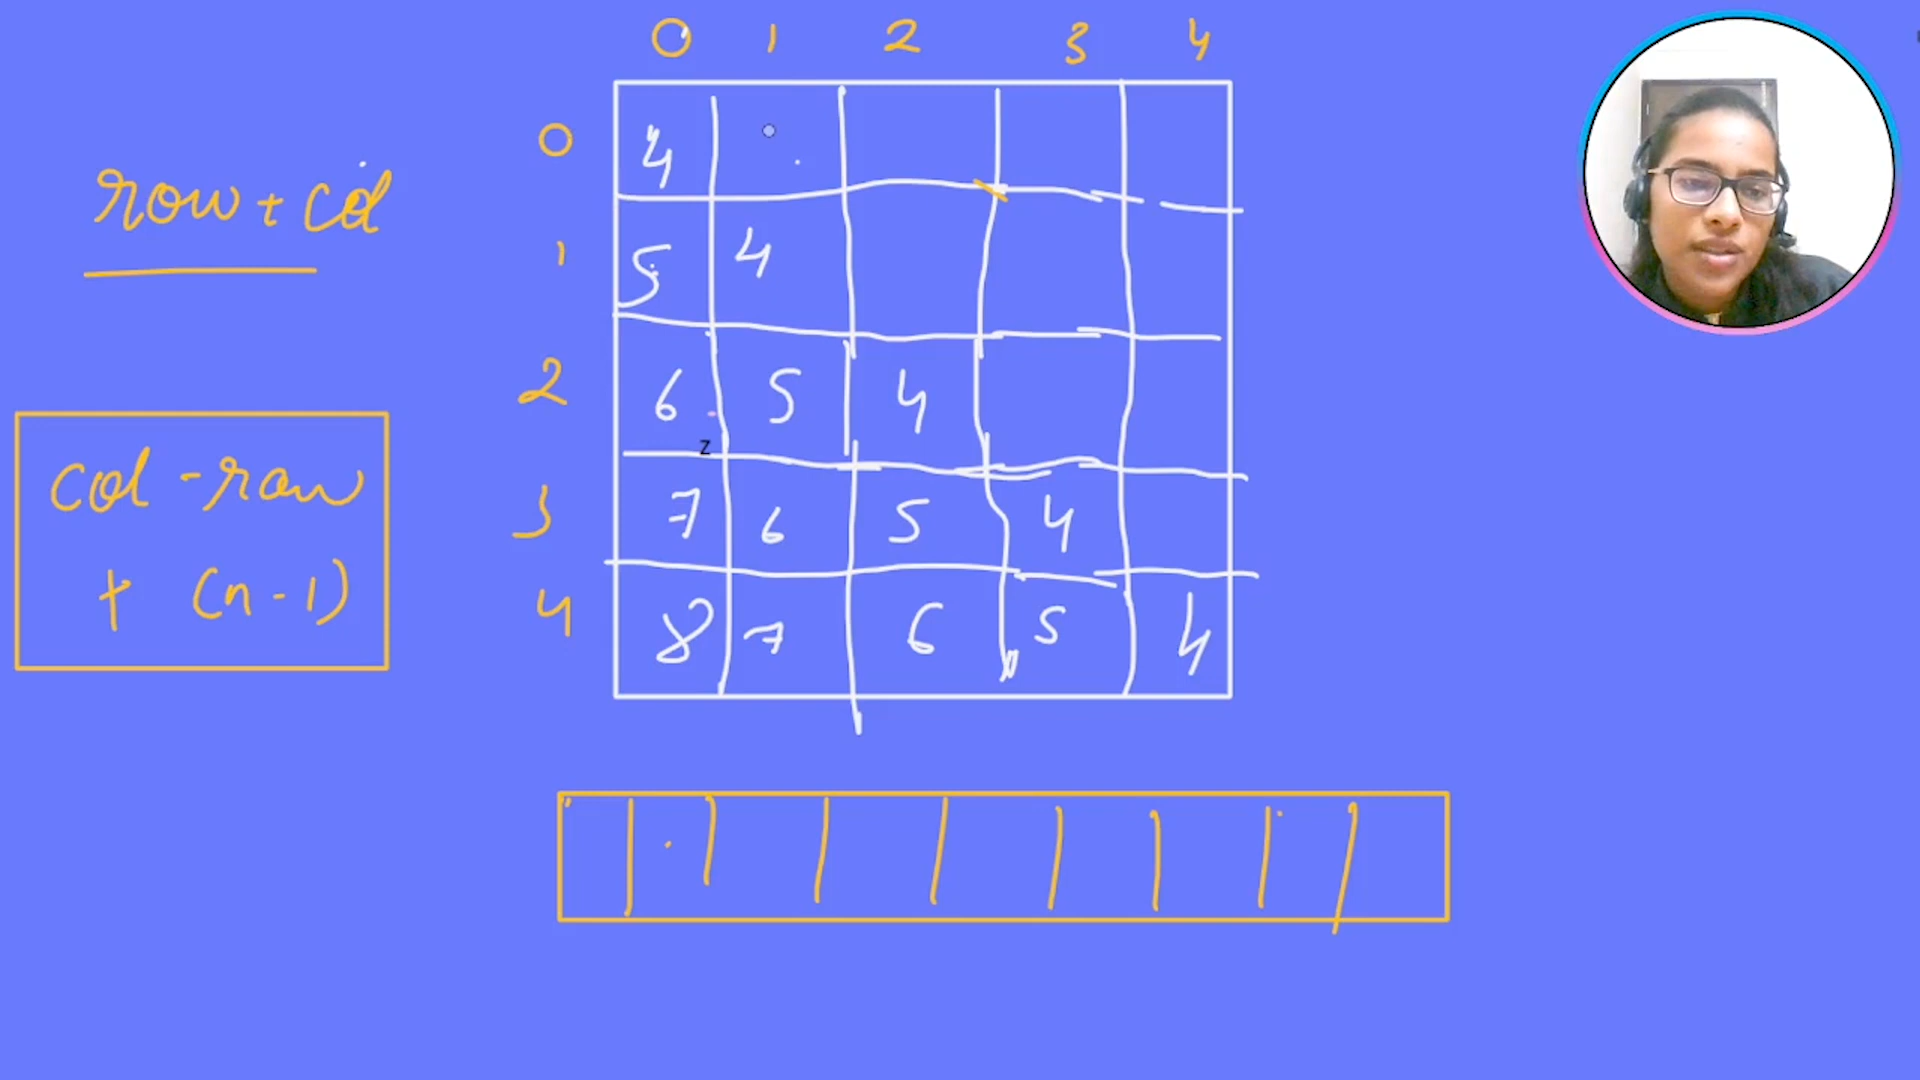 0 1 2 3 4
0 4
row + col
1 5 4
2 6 5 4
z
col - row
3 7 6 5 4
+ (n - 1)
4 8 7 6 5 4